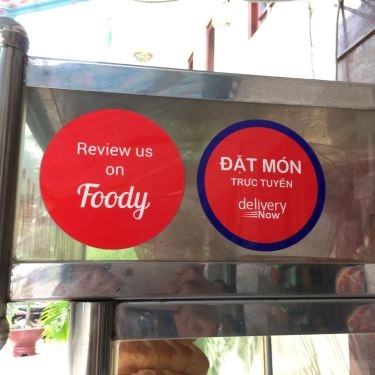 Review us
on
Foody
ĐẶT MÓN
TRỰC TUYẾN
delivery
Now